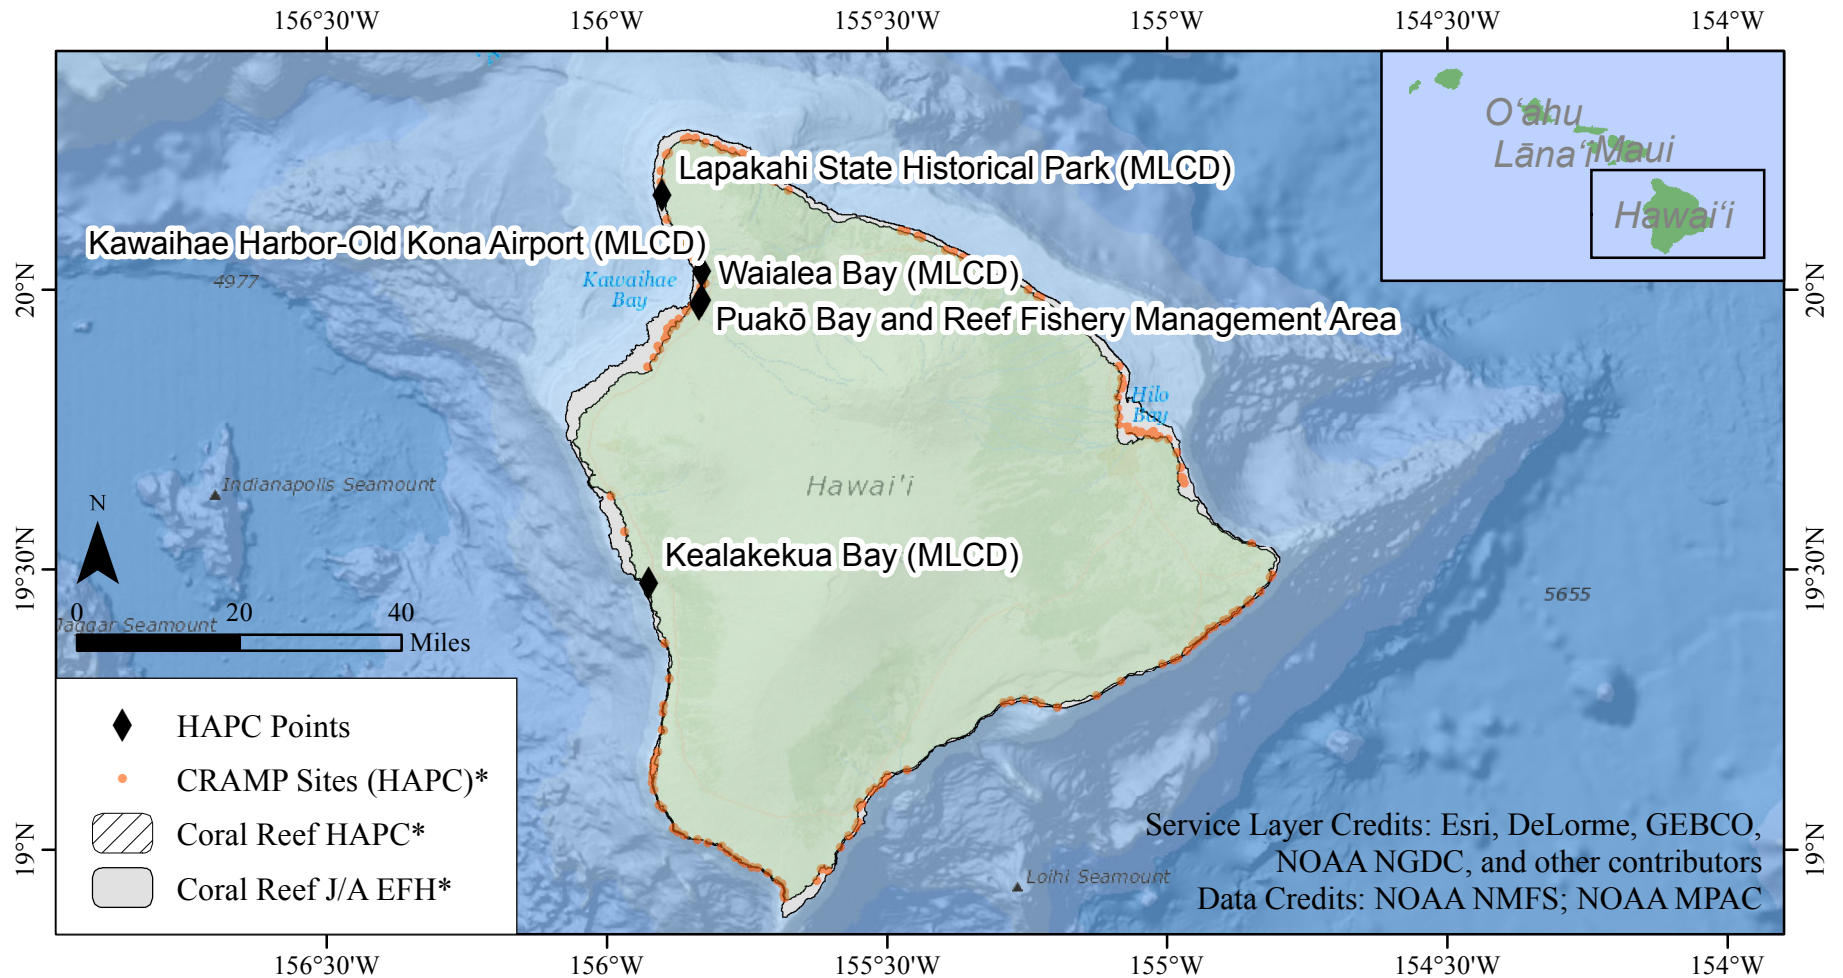 156°30'W 156°W 155°30'W 155°W 154°30'W 154°W
O‘ahu
Lāna‘i
Maui
Hawai‘i
Lapakahi State Historical Park (MLCD)
Kawaihae Harbor-Old Kona Airport (MLCD)
Waialea Bay (MLCD)
Kawaihae
Bay
4977
20°N
20°N
Puakō Bay and Reef Fishery Management Area
Hilo
Bay
Hawai'i
Indianapolis Seamount
N
Kealakekua Bay (MLCD)
19°30'N
19°30'N
5655
0 20 40
Miles
Jaggar Seamount
HAPC Points
CRAMP Sites (HAPC)*
Coral Reef HAPC*
Coral Reef J/A EFH*
19°N
19°N
Loihi Seamount
Service Layer Credits: Esri, DeLorme, GEBCO,
NOAA NGDC, and other contributors
Data Credits: NOAA NMFS; NOAA MPAC
156°30'W 156°W 155°30'W 155°W 154°30'W 154°W